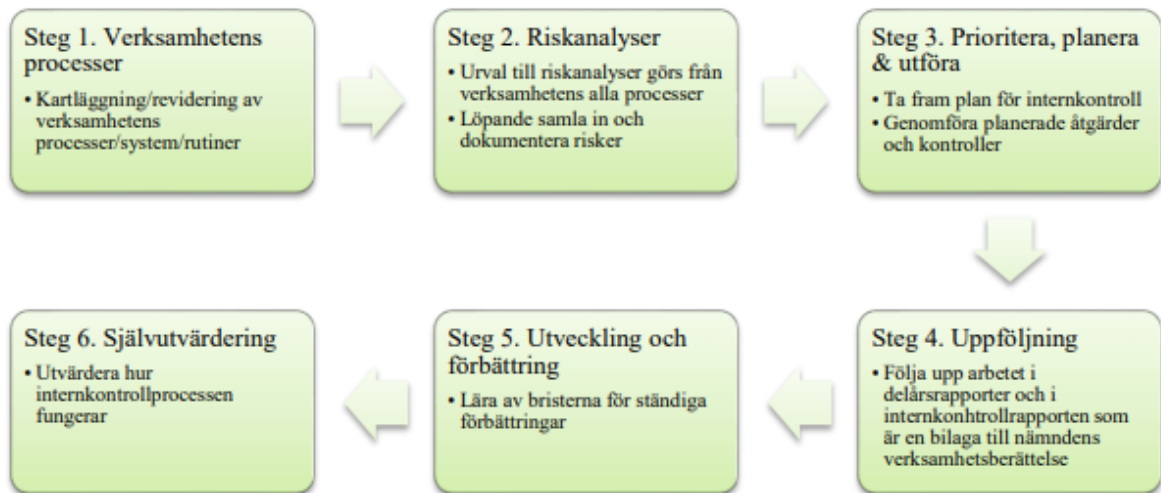 Steg 1. Verksamhetens
processer
• Kartläggning/revidering av
verksamhetens
processer/system/rutiner
Steg 2. Riskanalyser
• Urval till riskanalyser görs från
verksamhetens alla processer
• Löpande samla in och
dokumentera risker
Steg 3. Prioritera, planera
& utföra
• Ta fram plan för internkontroll
• Genomföra planerade åtgärder
och kontroller
Steg 4. Uppföljning
• Följa upp arbetet i
delårsrapporter och i
internkonhtrollrapporten som
är en bilaga till nämndens
verksamhetsberättelse
Steg 5. Utveckling och
förbättring
• Lära av bristerna för ständiga
förbättringar
Steg 6. Självutvärdering
• Utvärdera hur
internkontrollprocessen
fungerar